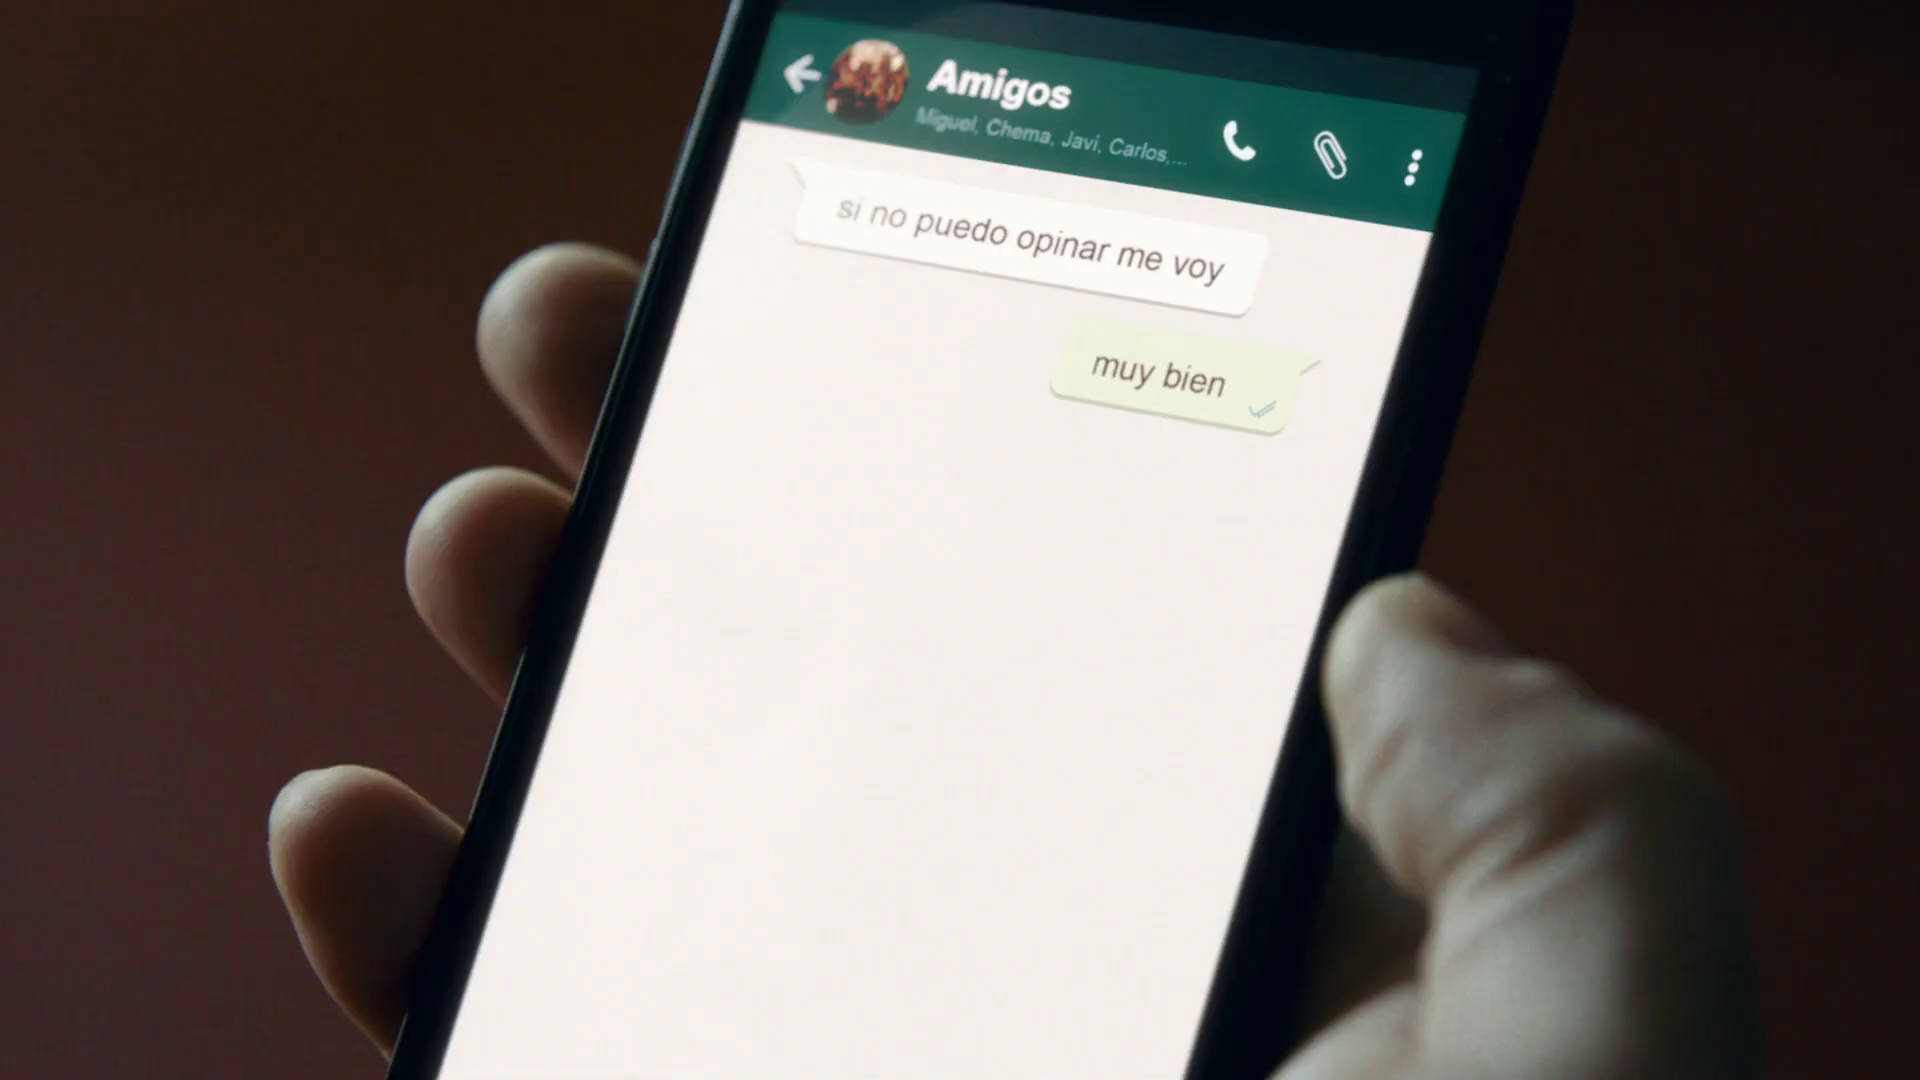 Amigos
Miguel, Chema, Javi, Carlos,...
si no puedo opinar me voy
muy bien